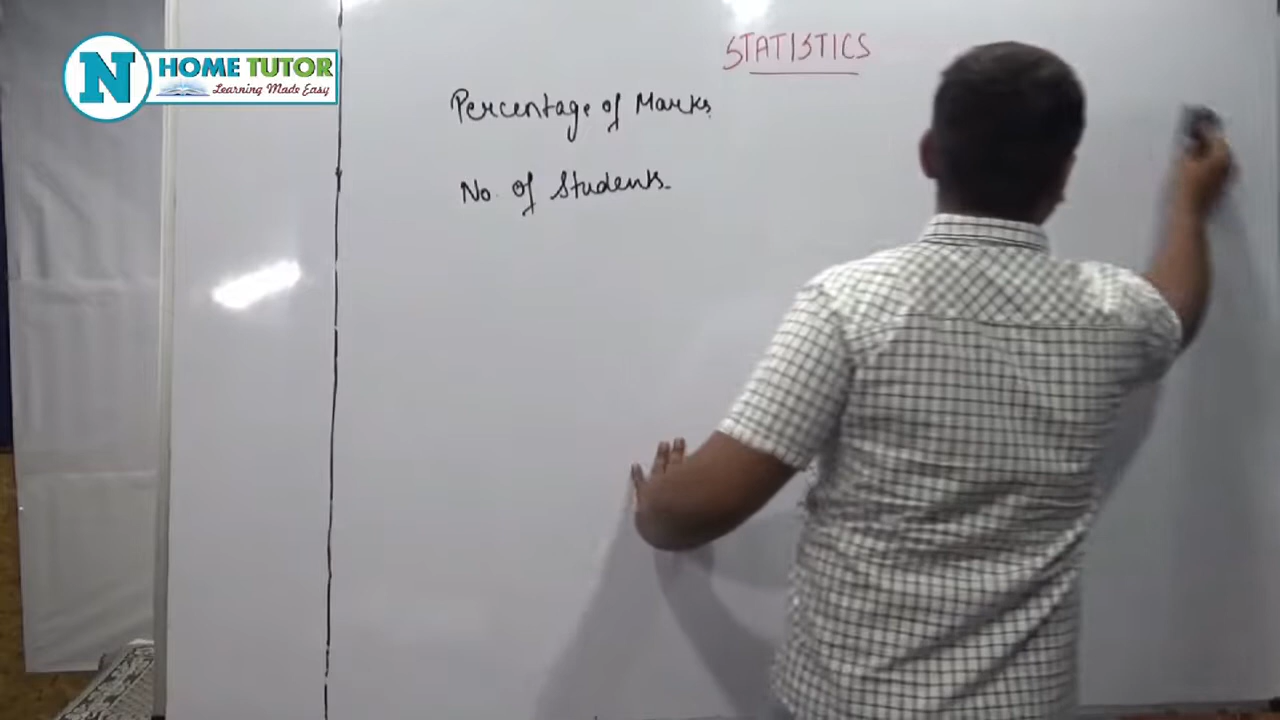 N HOME TUTOR
Learning Made Easy
STATISTICS
Percentage of Marks
No. of Students